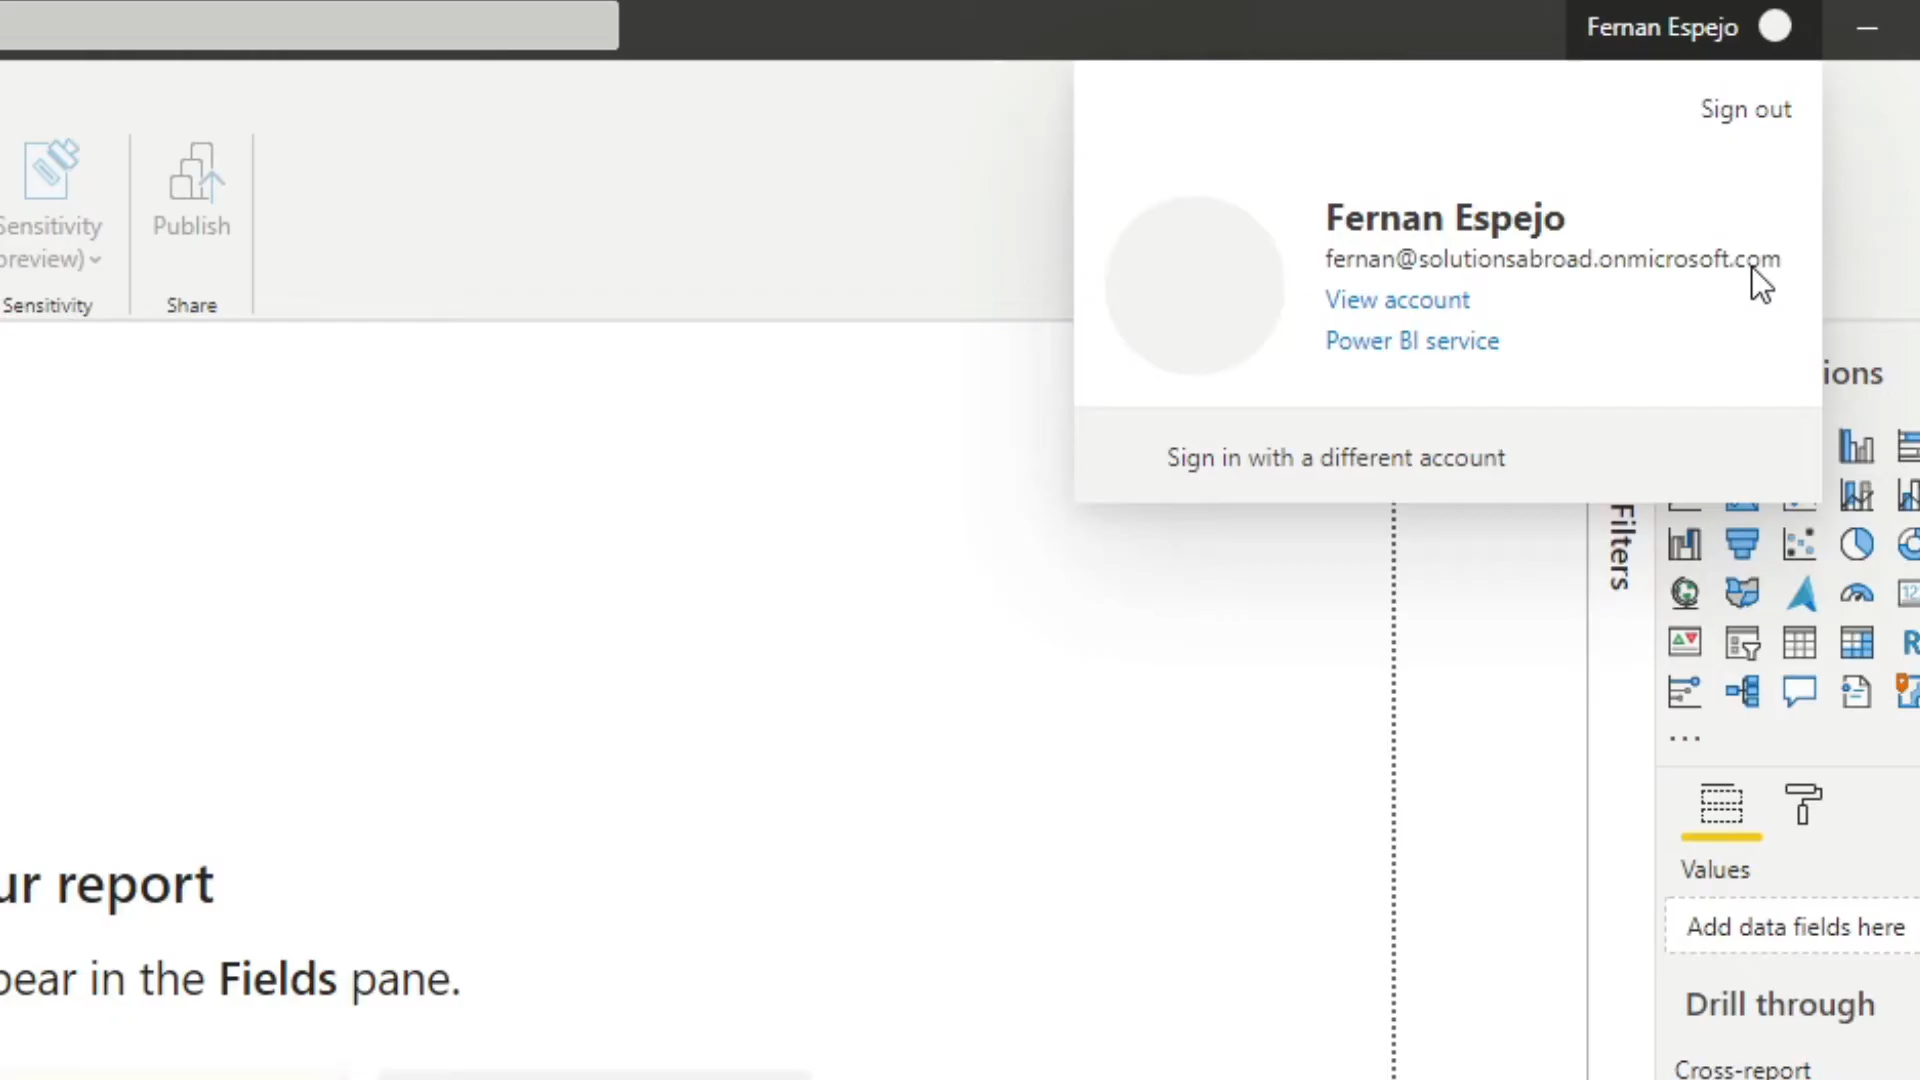 Fernan Espejo
Sign out
Fernan Espejo
fernan@solutionsabroad.onmicrosoft.com
View account
Power BI service
Sign in with a different account
Sensitivity
preview)
Sensitivity
Publish
Share
ions
Filters
Values
Add data fields here
Drill through
Cross-report
ur report
pear in the Fields pane.